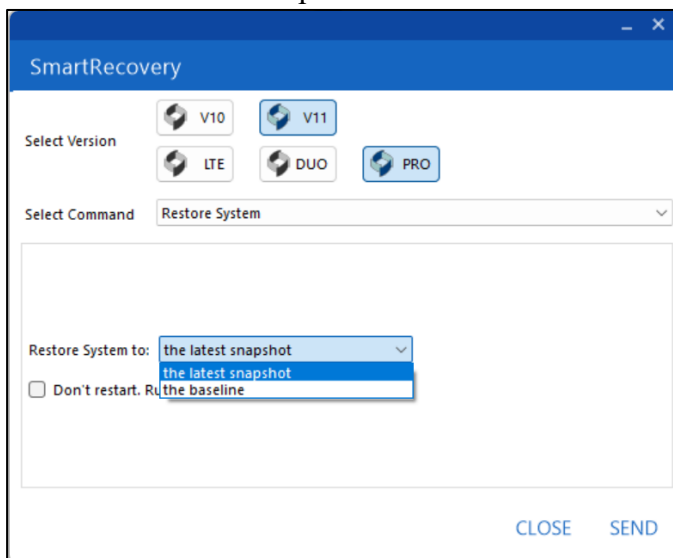 SmartRecovery
V10
V11
Select Version
LTE
DUO
PRO
Select Command
Restore System
Restore System to:
the latest snapshot
the latest snapshot
Don't restart.
the baseline
CLOSE
SEND